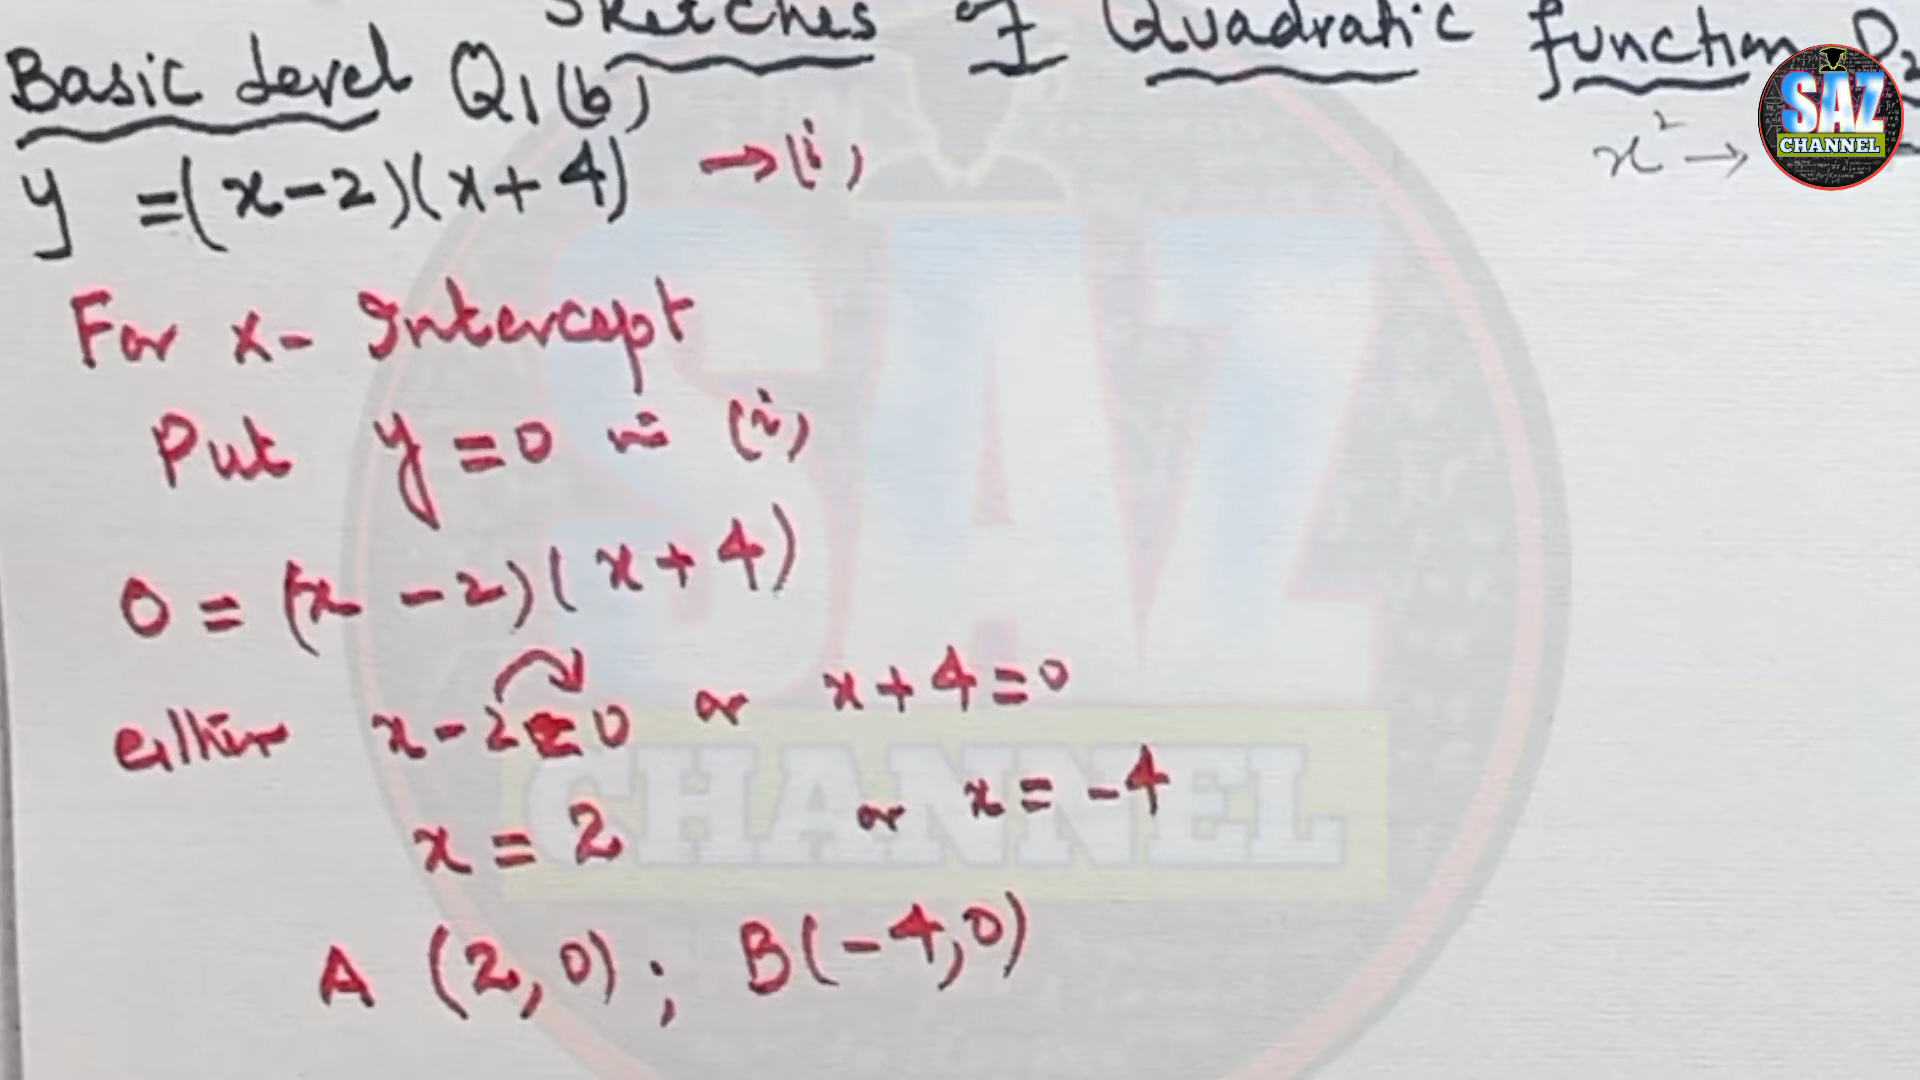 Sketches of Quadratic function
Basic Level Q1(b)
SAZ
CHANNEL
x² →
y = (x-2)(x+4) → (i)
For x- Intercept
Put y = 0 in (i)
0 = (x - 2)(x + 4)
either x - 2 = 0 or x + 4 = 0
x = 2 or x = -4
A (2, 0) ; B(-4, 0)
SAZ
CHANNEL